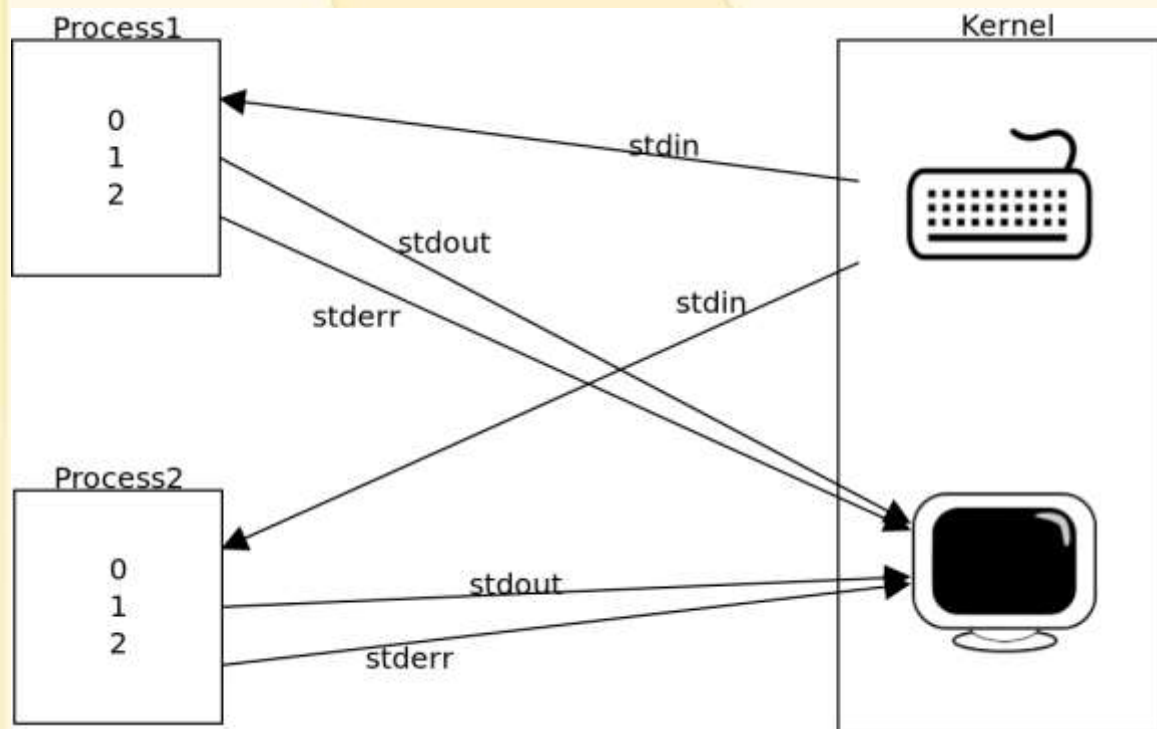 Process1
Kernel
0
1
2
stdin
stdout
stderr
stdin
Process2
0
1
2
stdout
stderr